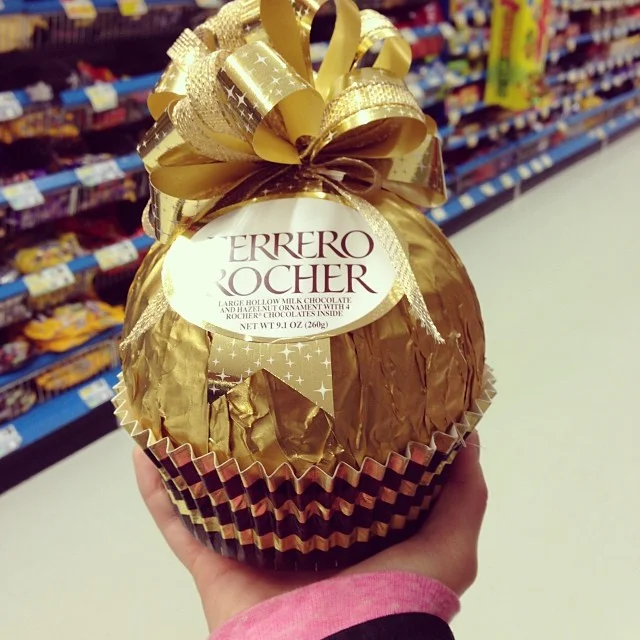 FERRERO
ROCHER
LARGE HOLLOW MILK CHOCOLATE
AND HAZELNUT ORNAMENT WITH 4
ROCHER® CHOCOLATES INSIDE
NET WT 9.1 OZ (260g)